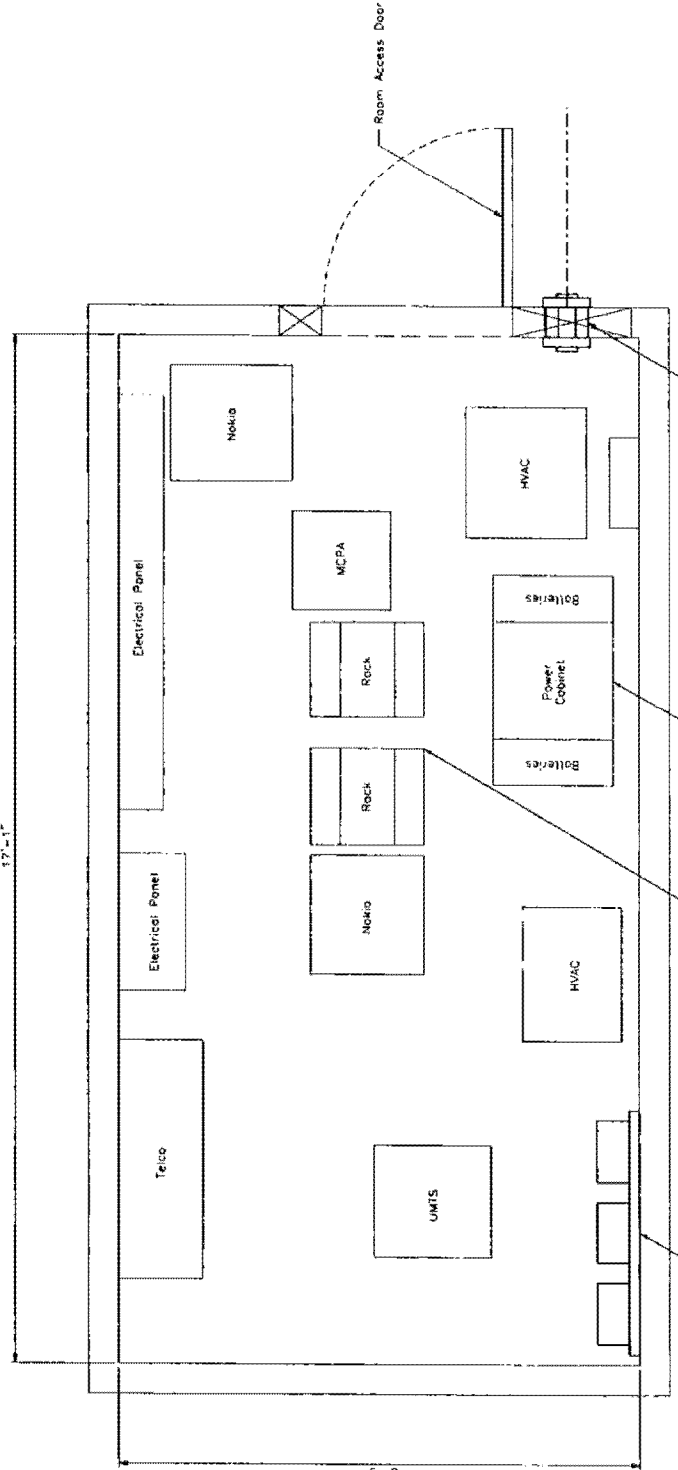 Room Access Door
Nokia
Electrical Panel
MCPA
HVAC
Rack
Batteries
Power
Cabinet
Batteries
Rack
Nokia
Electrical Panel
HVAC
Telco
UMTS
17'-1"